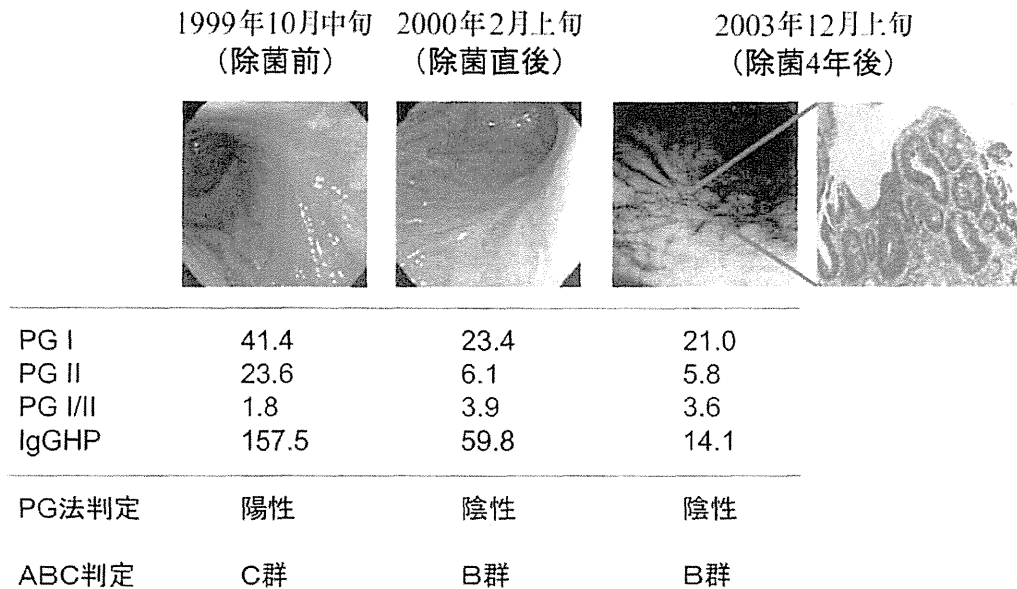 1999年10月中旬 2000年2月上旬 2003年12月上旬
(除菌前) (除菌直後) (除菌4年後)
PG I 41.4 23.4 21.0
PG II 23.6 6.1 5.8
PG I/II 1.8 3.9 3.6
IgGHP 157.5 59.8 14.1
PG法判定 陽性 陰性 陰性
ABC判定 C群 B群 B群